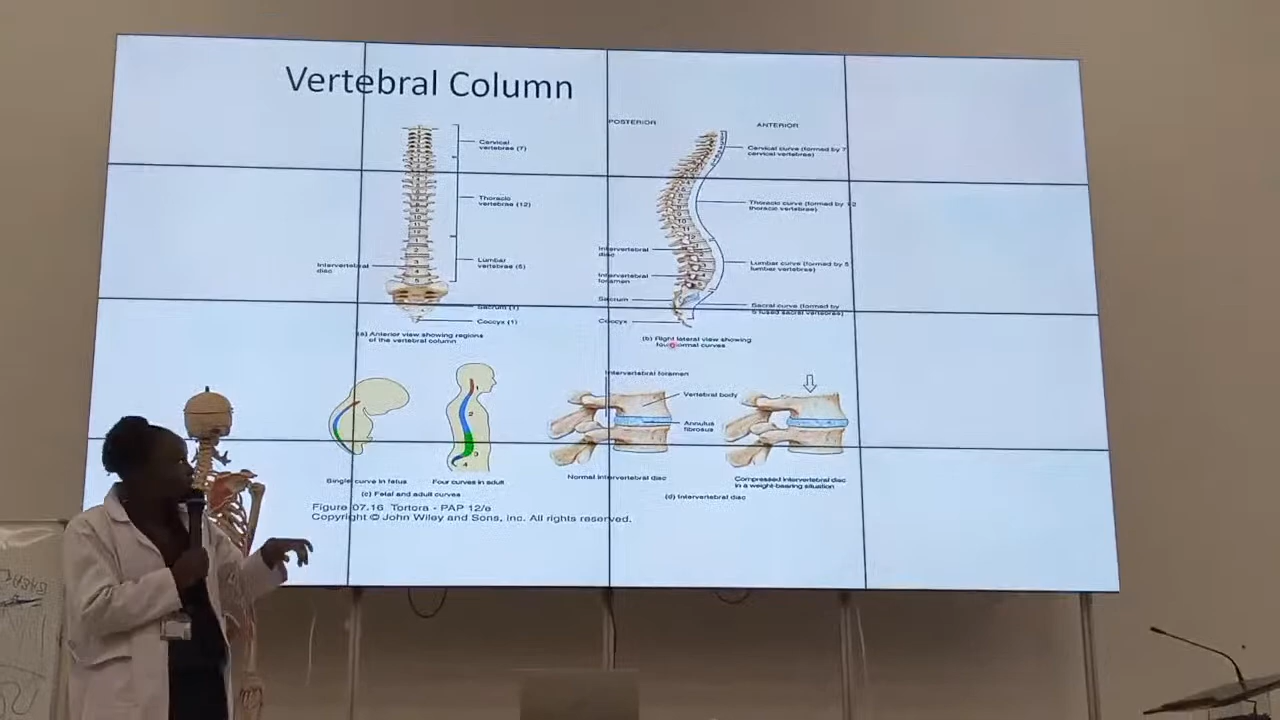 Vertebral Column
POSTERIOR
ANTERIOR
Cervical
vertebrae (7)
Thoracic
vertebrae (12)
Intervertebral
disc
Lumbar
vertebrae (5)
Sacrum (1)
Coccyx (1)
(a) Anterior view showing regions
of the vertebral column
Cervical curve (formed by 7
cervical vertebrae)
Thoracic curve (formed by 12
thoracic vertebrae)
Intervertebral
disc
Intervertebral
foramen
Lumbar curve (formed by 5
lumbar vertebrae)
Sacrum
Sacral curve (formed by
5 fused sacral vertebrae)
Coccyx
(b) Right lateral view showing
four normal curves
1
2
3
4
Single curve in fetus
Four curves in adult
(c) Fetal and adult curves
Intervertebral foramen
Vertebral body
Annulus
fibrosus
Normal intervertebral disc
Compressed intervertebral disc
in a weight-bearing situation
(d) Intervertebral disc
Figure 07.16 Tortora - PAP 12/e
Copyright © John Wiley and Sons, Inc. All rights reserved.